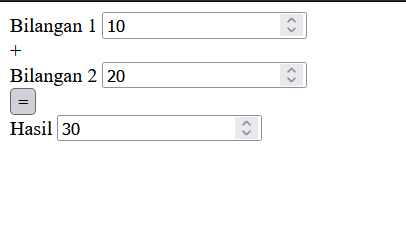 Bilangan 1 10
+
Bilangan 2 20
=
Hasil 30